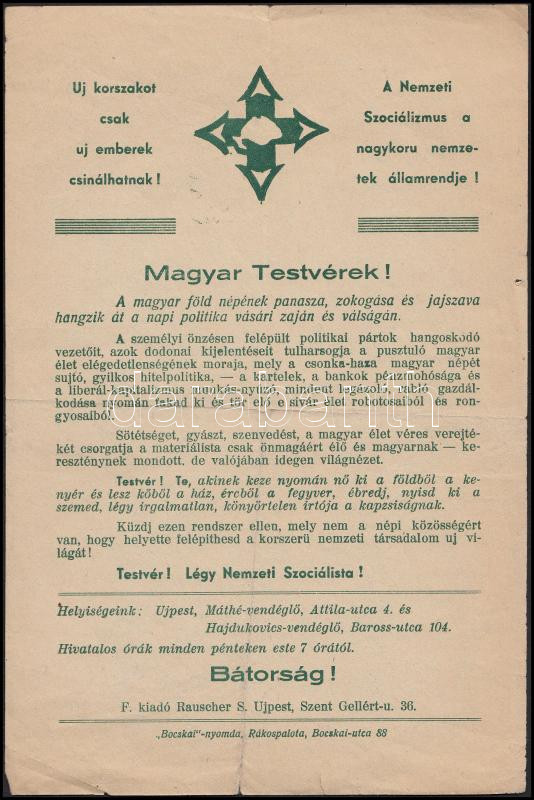 Uj korszakot
csak
uj emberek
csinálhatnak !
A Nemzeti
Szociálizmus a
nagykoru nemze-
tek államrendje !
Magyar Testvérek !
A magyar föld népének panasza, zokogása és jajszava
hangzik át a napi politika vásári zaján és válságán.
A személyi önzésen felépült politikai pártok hangoskodó
vezetőit, azok dodonai kijelentéseit tulharsogja a pusztuló magyar
élet elégedetlenségének moraja, mely a csonka-haza magyar népét
sujtó, gyilkos hitelpolitika, — a kartelek, a bankok pénzmohósága és
a liberál-kapitalizmus munkás-nyúzó, mindent legázoló, rabló gazdál-
kodása nyomán fakad ki és tör elő e sivár élet robotosaiból és ron-
gyosaiból.
Sötétséget, gyászt, szenvedést, a magyar élet véres verejté-
két csorgatja a materiálista csak önmagáért élő és magyarnak — ke-
reszténynek mondott, de valójában idegen világnézet.
Testvér ! Te, akinek keze nyomán nő ki a földből a ke-
nyér és lesz kőből a ház, ércből a fegyver, ébredj, nyisd ki a
szemed, légy irgalmatlan, könyörtelen irtója a kapzsiságnak.
Küzdj ezen rendszer ellen, mely nem a népi közösségért
van, hogy helyette felépithesd a korszerü nemzeti társadalom uj vi-
lágát !
Testvér ! Légy Nemzeti Szociálista !
Helyiségeink : Ujpest, Máthé-vendéglő, Attila-utca 4. és
Hajdukovics-vendéglő, Baross-utca 104.
Hivatalos órák minden pénteken este 7 órától.
Bátorság !
F. kiadó Rauscher S. Ujpest, Szent Gellért-u. 36.
„Bocskai"-nyomda, Rákospalota, Bocskai-utca 88
darabanth